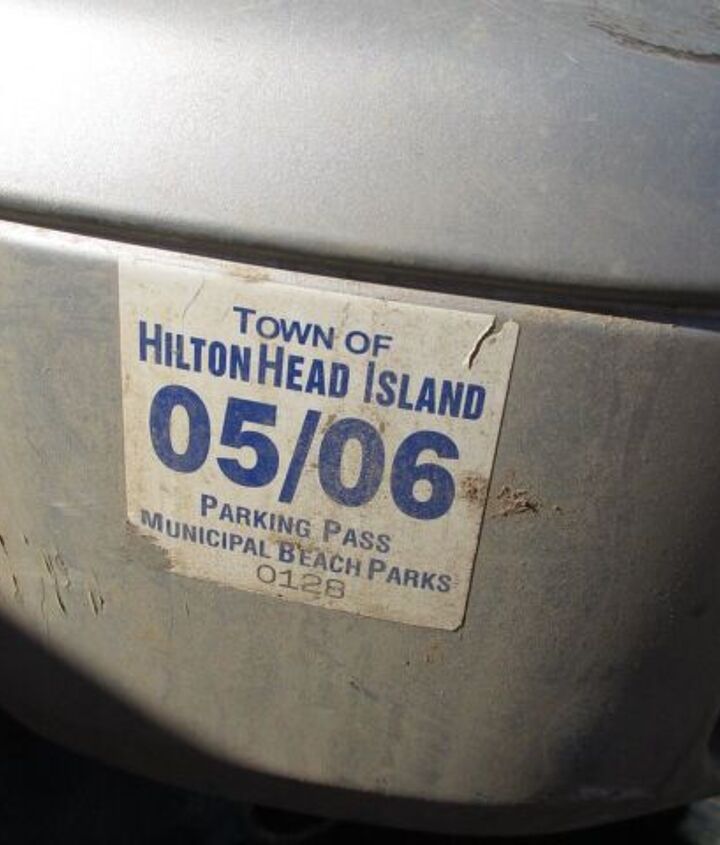 TOWN OF
HILTON HEAD ISLAND
05/06
PARKING PASS
MUNICIPAL BEACH PARKS
0128